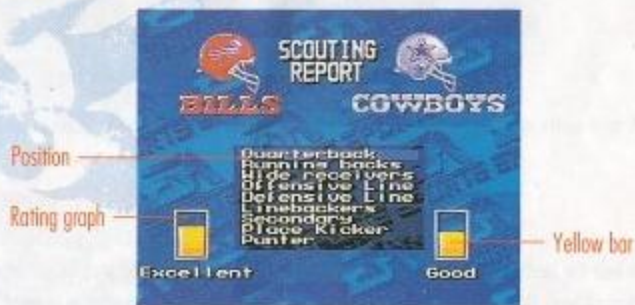 SCOUTING
REPORT
BILLS
COWBOYS
Position
Quarterback
Running backs
Wide receivers
Offensive Line
Defensive Line
Linebackers
Secondary
Place Kicker
Punter
Rating graph
Yellow bar
Excellent
Good